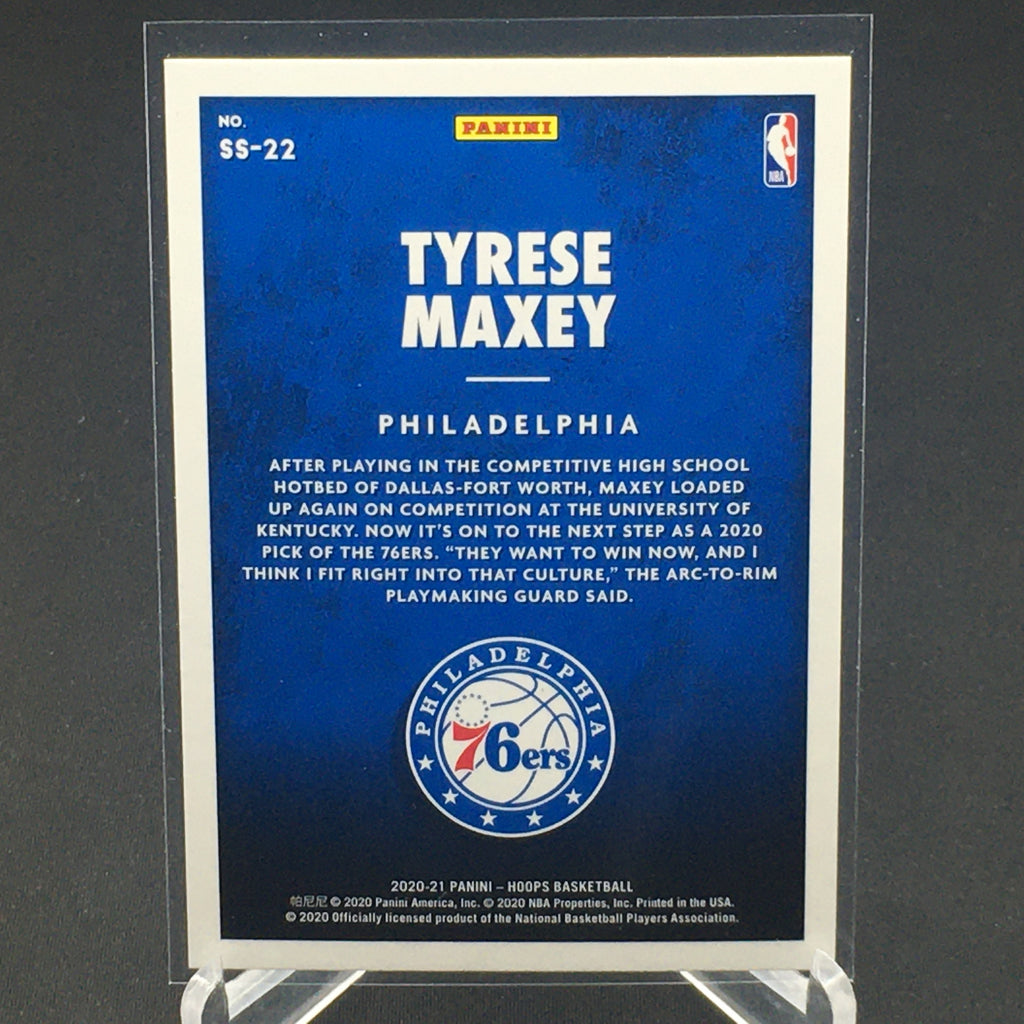 NO.
SS-22
PANINI
NBA
TYRESE
MAXEY
PHILADELPHIA
AFTER PLAYING IN THE COMPETITIVE HIGH SCHOOL
HOTBED OF DALLAS-FORT WORTH, MAXEY LOADED
UP AGAIN ON COMPETITION AT THE UNIVERSITY OF
KENTUCKY. NOW IT'S ON TO THE NEXT STEP AS A 2020
PICK OF THE 76ERS. “THEY WANT TO WIN NOW, AND I
THINK I FIT RIGHT INTO THAT CULTURE,” THE ARC-TO-RIM
PLAYMAKING GUARD SAID.
PHILADELPHIA
76ers
2020-21 PANINI – HOOPS BASKETBALL
帕尼尼 © 2020 Panini America, Inc. © 2020 NBA Properties, Inc. Printed in the USA.
© 2020 Officially licensed product of the National Basketball Players Association.